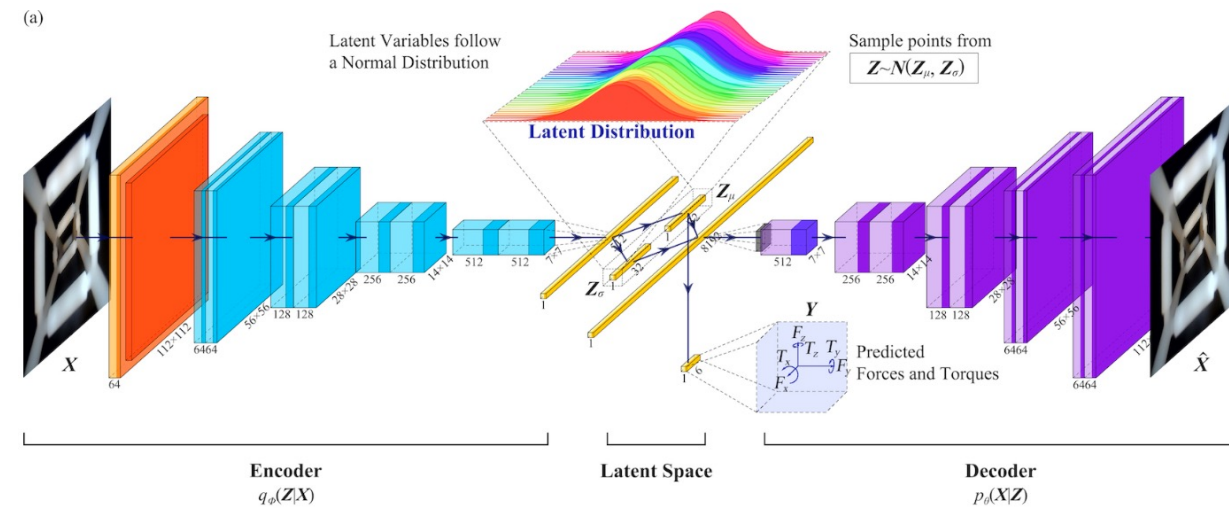 (a)
Latent Variables follow
a Normal Distribution
Sample points from
Z~N(Zμ, Zσ)
Latent Distribution
Zμ
Zσ
X
64
112×112
6464
56×56
128 128
28×28
256 256
14×14
512 512
7×7
1
1
32
1
1
8192
1
6
Y
Fz
Tz
Tx
Ty
Fy
Fx
Predicted
Forces and Torques
512
7×7
256 256
14×14
128 128
28×28
6464
56×56
6464
X̂
Encoder
qΦ(Z|X)
Latent Space
Decoder
pθ(X|Z)